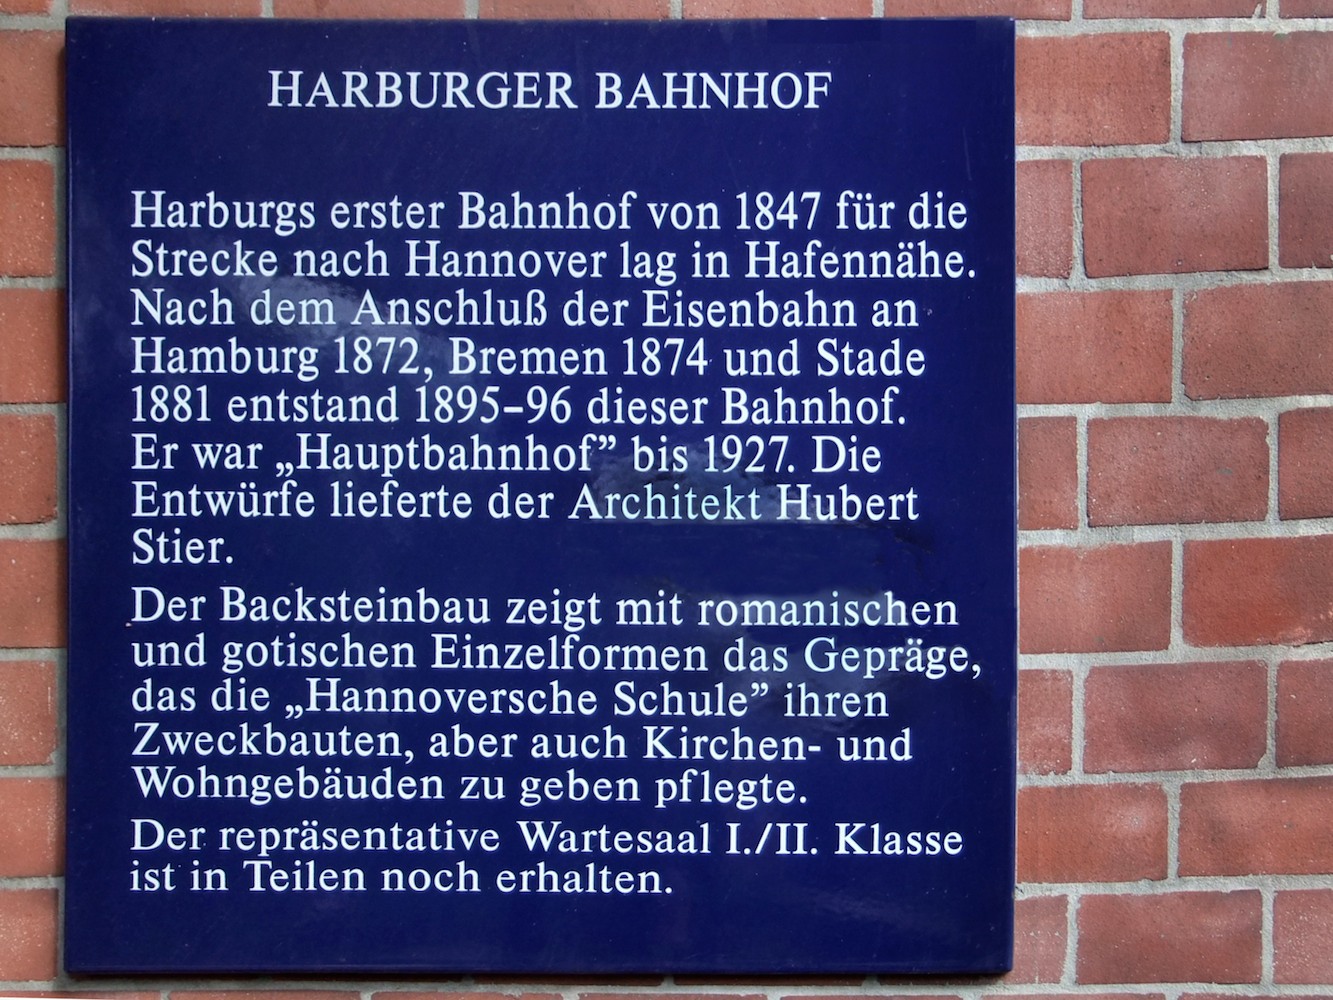 HARBURGER BAHNHOF
Harburgs erster Bahnhof von 1847 für die
Strecke nach Hannover lag in Hafennähe.
Nach dem Anschluß der Eisenbahn an
Hamburg 1872, Bremen 1874 und Stade
1881 entstand 1895–96 dieser Bahnhof.
Er war „Hauptbahnhof” bis 1927. Die
Entwürfe lieferte der Architekt Hubert
Stier.
Der Backsteinbau zeigt mit romanischen
und gotischen Einzelformen das Gepräge,
das die „Hannoversche Schule” ihren
Zweckbauten, aber auch Kirchen- und
Wohngebäuden zu geben pflegte.
Der repräsentative Wartesaal I./II. Klasse
ist in Teilen noch erhalten.